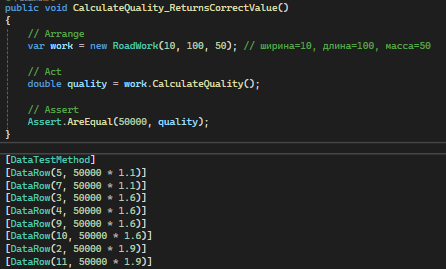 public void CalculateQuality_ReturnsCorrectValue()
{
// Arrange
var work = new RoadWork(10, 100, 50); // ширина=10, длина=100, масса=50
// Act
double quality = work.CalculateQuality();
// Assert
Assert.AreEqual(50000, quality);
}
[DataTestMethod]
[DataRow(5, 50000 * 1.1)]
[DataRow(7, 50000 * 1.1)]
[DataRow(3, 50000 * 1.6)]
[DataRow(4, 50000 * 1.6)]
[DataRow(9, 50000 * 1.6)]
[DataRow(10, 50000 * 1.6)]
[DataRow(2, 50000 * 1.9)]
[DataRow(11, 50000 * 1.9)]